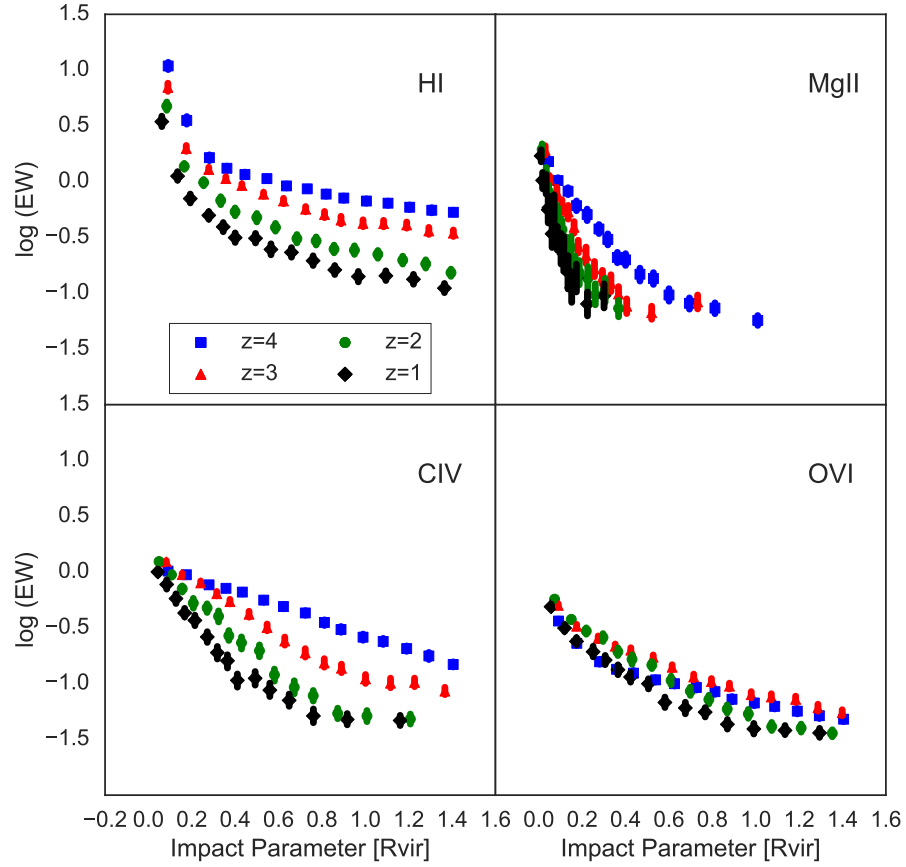 1.5
1.0
0.5
0.0
−0.5
−1.0
−1.5
log (EW)
HI
MgII
z=4
z=2
z=3
z=1
1.5
1.0
0.5
0.0
−0.5
−1.0
−1.5
log (EW)
CIV
OVI
−0.2 0.0 0.2 0.4 0.6 0.8 1.0 1.2 1.4 1.6
0.0 0.2 0.4 0.6 0.8 1.0 1.2 1.4 1.6
Impact Parameter [Rvir]
Impact Parameter [Rvir]